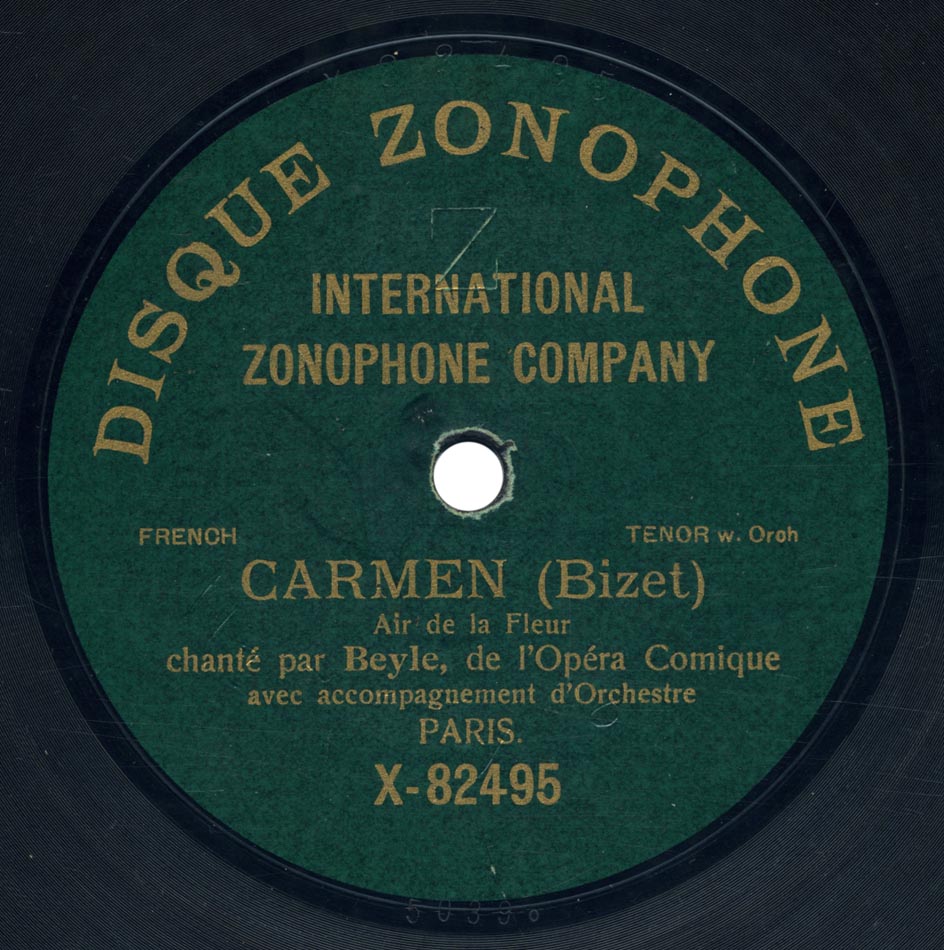 DISQUE ZONOPHONE
Z
INTERNATIONAL
ZONOPHONE COMPANY
FRENCH
TENOR w. Orch
CARMEN (Bizet)
Air de la Fleur
chanté par Beyle, de l'Opéra Comique
avec accompagnement d'Orchestre
PARIS.
X-82495